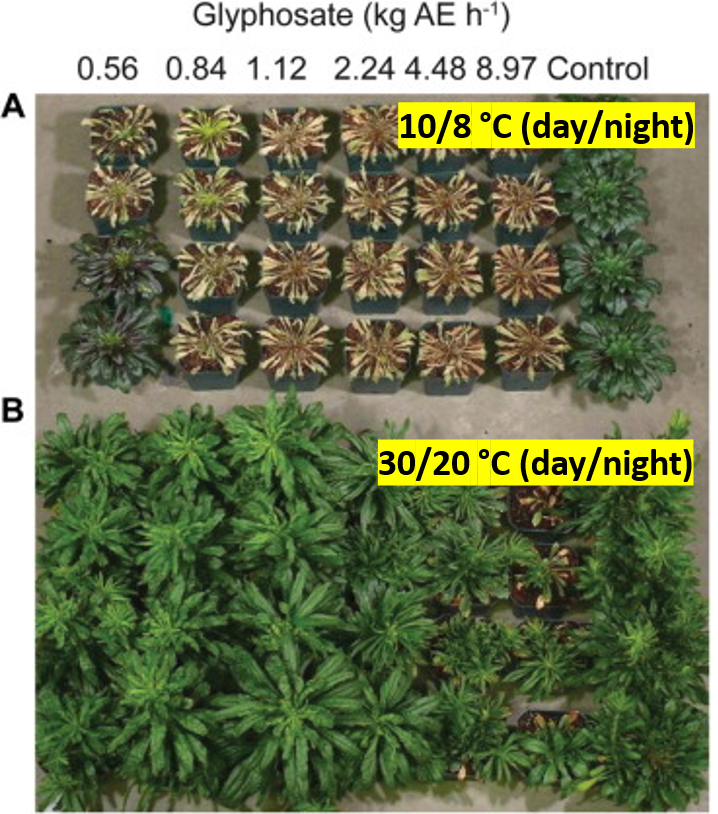 Glyphosate (kg AE h⁻¹)
0.56 0.84 1.12 2.24 4.48 8.97 Control
A
10/8 °C (day/night)
B
30/20 °C (day/night)